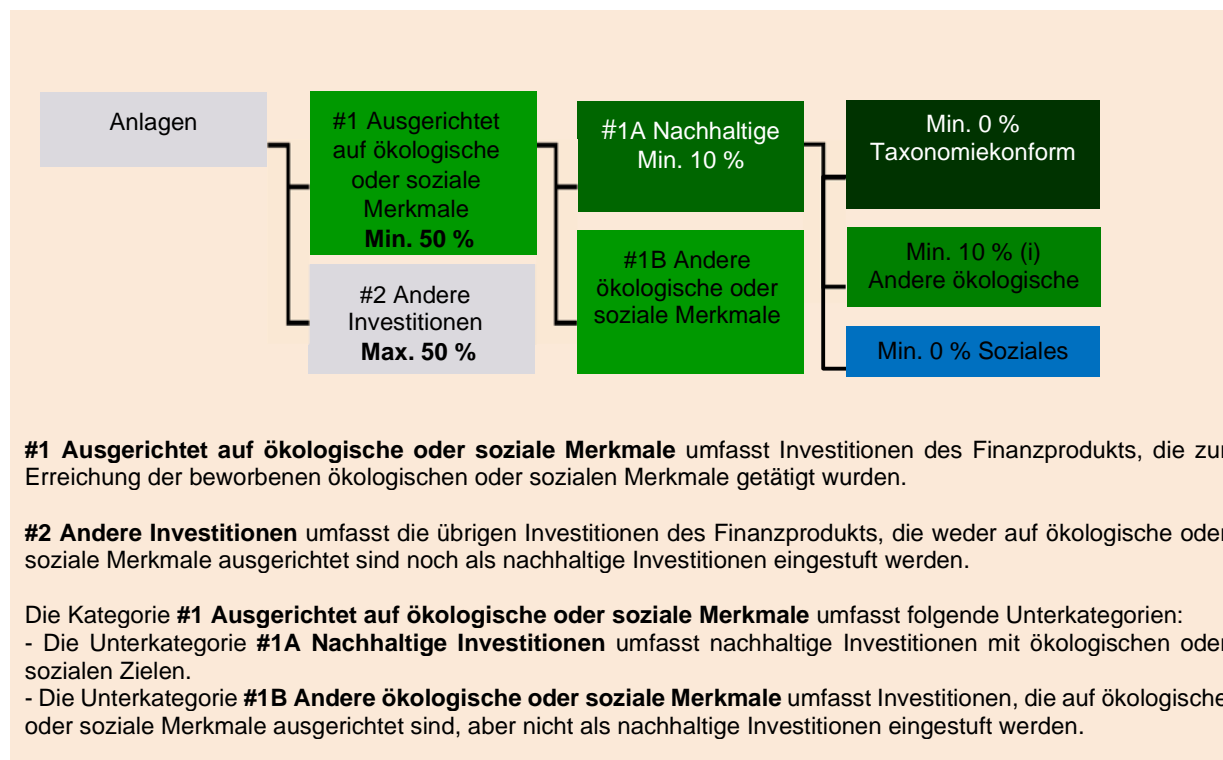 Anlagen
#1 Ausgerichtet
auf ökologische
oder soziale
Merkmale
Min. 50 %
#2 Andere
Investitionen
Max. 50 %
#1A Nachhaltige
Min. 10 %
#1B Andere
ökologische oder
soziale Merkmale
Min. 0 %
Taxonomiekonform
Min. 10 % (i)
Andere ökologische
Min. 0 % Soziales
#1 Ausgerichtet auf ökologische oder soziale Merkmale umfasst Investitionen des Finanzprodukts, die zur
Erreichung der beworbenen ökologischen oder sozialen Merkmale getätigt wurden.
#2 Andere Investitionen umfasst die übrigen Investitionen des Finanzprodukts, die weder auf ökologische oder
soziale Merkmale ausgerichtet sind noch als nachhaltige Investitionen eingestuft werden.
Die Kategorie #1 Ausgerichtet auf ökologische oder soziale Merkmale umfasst folgende Unterkategorien:
- Die Unterkategorie #1A Nachhaltige Investitionen umfasst nachhaltige Investitionen mit ökologischen oder
sozialen Zielen.
- Die Unterkategorie #1B Andere ökologische oder soziale Merkmale umfasst Investitionen, die auf ökologische
oder soziale Merkmale ausgerichtet sind, aber nicht als nachhaltige Investitionen eingestuft werden.